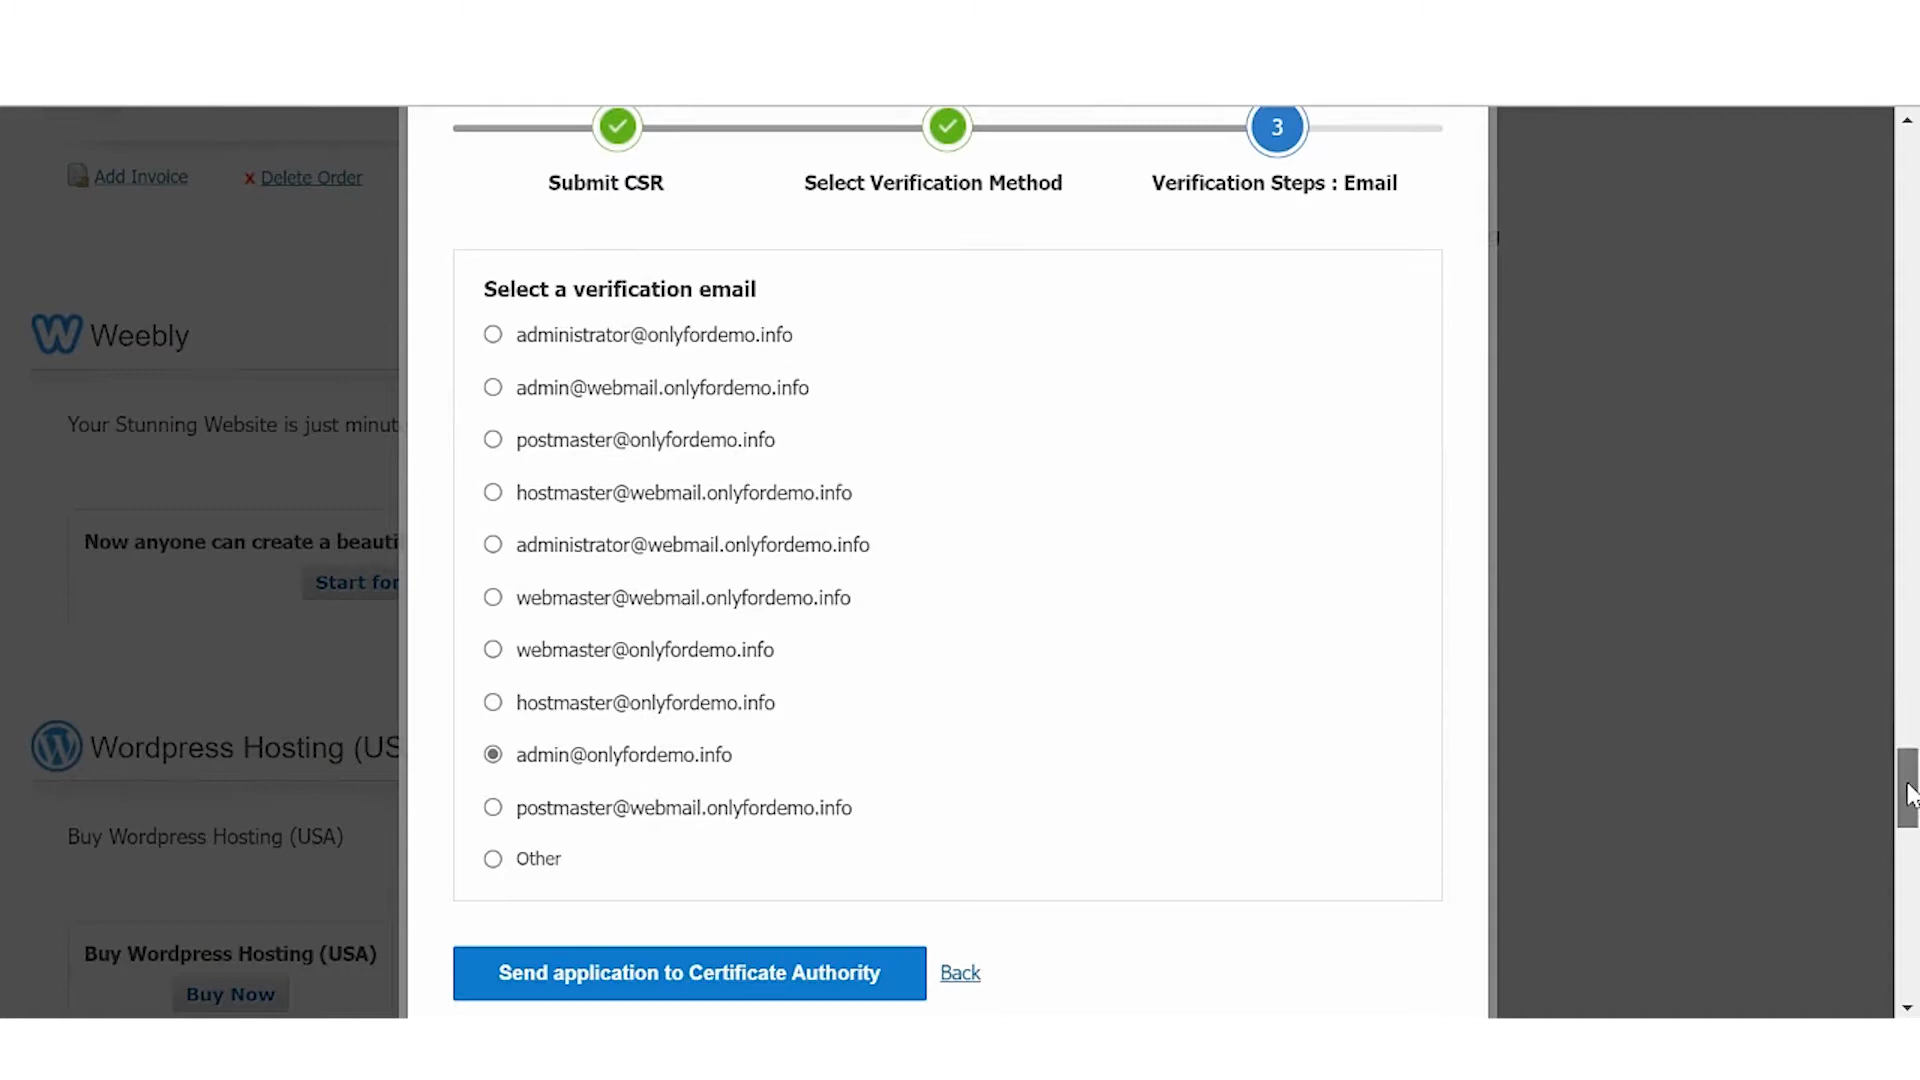 3
Submit CSR
Select Verification Method
Verification Steps : Email
Add Invoice
x Delete Order
Select a verification email
administrator@onlyfordemo.info
admin@webmail.onlyfordemo.info
postmaster@onlyfordemo.info
hostmaster@webmail.onlyfordemo.info
administrator@webmail.onlyfordemo.info
webmaster@webmail.onlyfordemo.info
webmaster@onlyfordemo.info
hostmaster@onlyfordemo.info
admin@onlyfordemo.info
postmaster@webmail.onlyfordemo.info
Other
Send application to Certificate Authority
Back
Weebly
Your Stunning Website is just minut
Now anyone can create a beauti
Start for
Wordpress Hosting (US
Buy Wordpress Hosting (USA)
Buy Wordpress Hosting (USA)
Buy Now